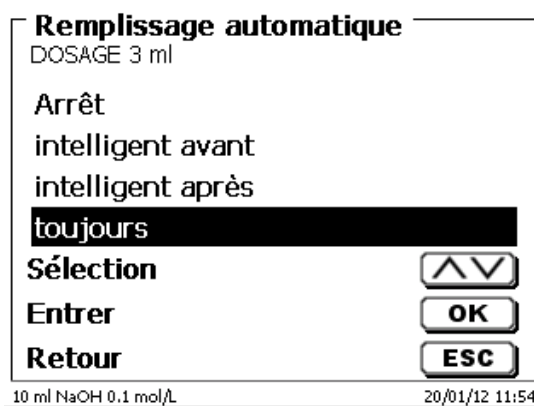 Remplissage automatique
DOSAGE 3 ml
Arrêt
intelligent avant
intelligent après
toujours
Sélection
Entrer OK
Retour ESC
10 ml NaOH 0.1 mol/L 20/01/12 11:54